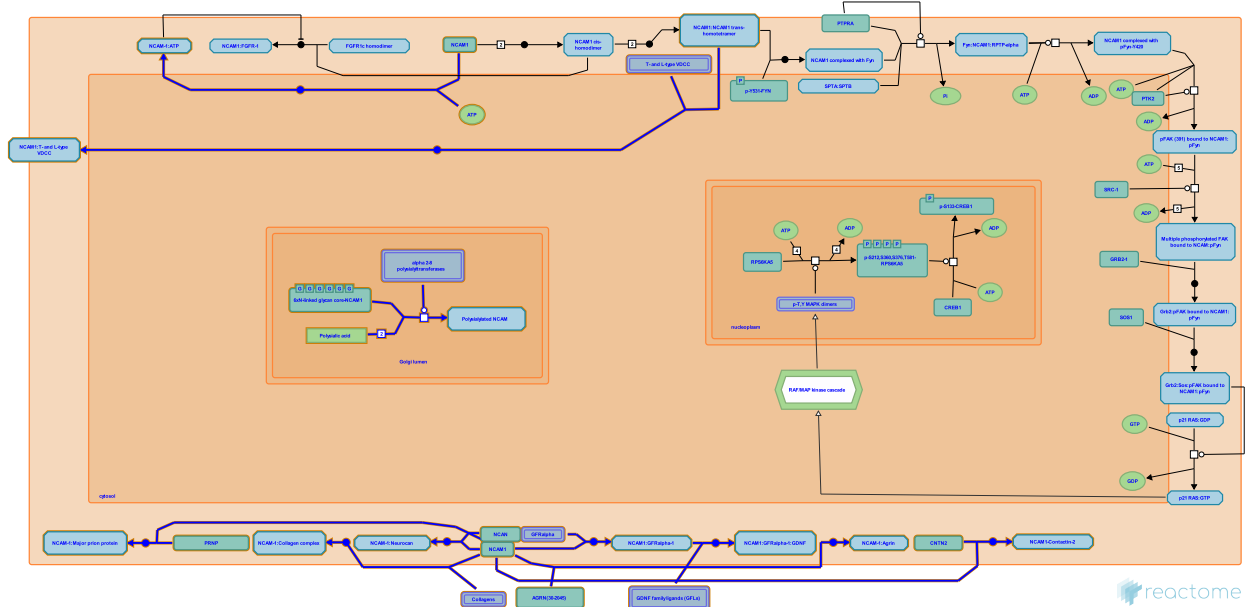 PTPRA
NCAM-1:ATP
NCAM1:FGFR-1
FGFR1c homodimer
NCAM1
2
NCAM1 cis-
homodimer
2
NCAM1:NCAM1 trans-
homotetramer
T- and L-type VDCC
NCAM1 complexed with Fyn
Fyn:NCAM1:RPTP-alpha
NCAM1 complexed with
pFyn-Y420
P
p-Y531-FYN
SPTA:SPTB
Pi
ATP
ADP
ATP
PTK2
ADP
ATP
NCAM1:T- and L-type
VDCC
pFAK (391) bound to NCAM1:
pFyn
ATP
5
SRC-1
ADP
5
Multiple phosphorylated FAK
bound to NCAM:pFyn
GRB2-1
Grb2:pFAK bound to NCAM1:
pFyn
SOS1
Grb2:Sos:pFAK bound to
NCAM1:pFyn
p21 RAS:GDP
GTP
GDP
p21 RAS:GTP
P
p-S133-CREB1
ATP
ADP
ADP
4
4
P P P P
RPS6KA5
p-S212,S360,S376,T581-
RPS6KA5
ATP
p-T,Y MAPK dimers
CREB1
nucleoplasm
RAF/MAP kinase cascade
alpha 2-8
polysialyltransferases
G G G G G G
6xN-linked glycan core-NCAM1
Polysialylated NCAM
Polysialic acid
2
Golgi lumen
cytosol
NCAM-1:Major prion protein
PRNP
NCAM-1:Collagen complex
NCAM-1:Neurocan
NCAN
GFRalpha
NCAM1
NCAM1:GFRalpha-1
NCAM1:GFRalpha-1:GDNF
NCAM-1:Agrin
CNTN2
NCAM1-Contactin-2
Collagens
AGRN(30-2045)
GDNF family ligands (GFLs)
reactome